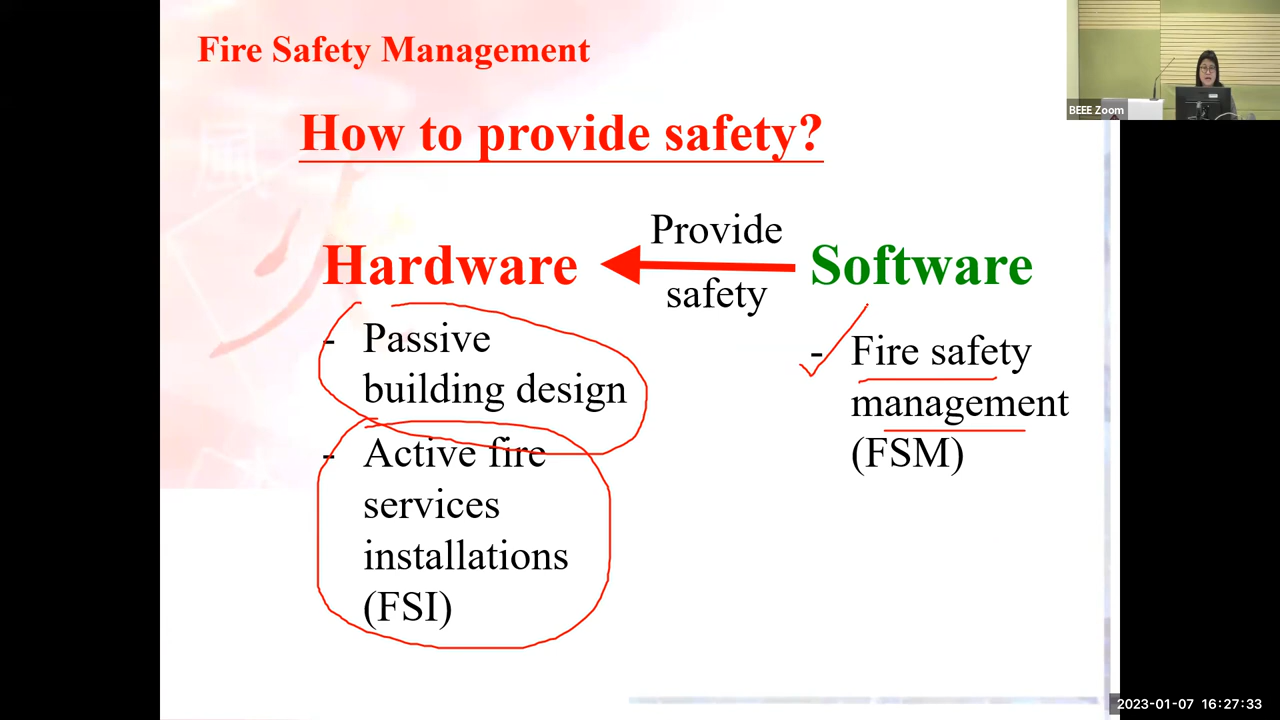 Fire Safety Management
BEEE Zoom
How to provide safety?
Hardware
Provide
safety
Software
- Passive
building design
- Active fire
services
installations
(FSI)
- Fire safety
management
(FSM)
2023-01-07 16:27:33